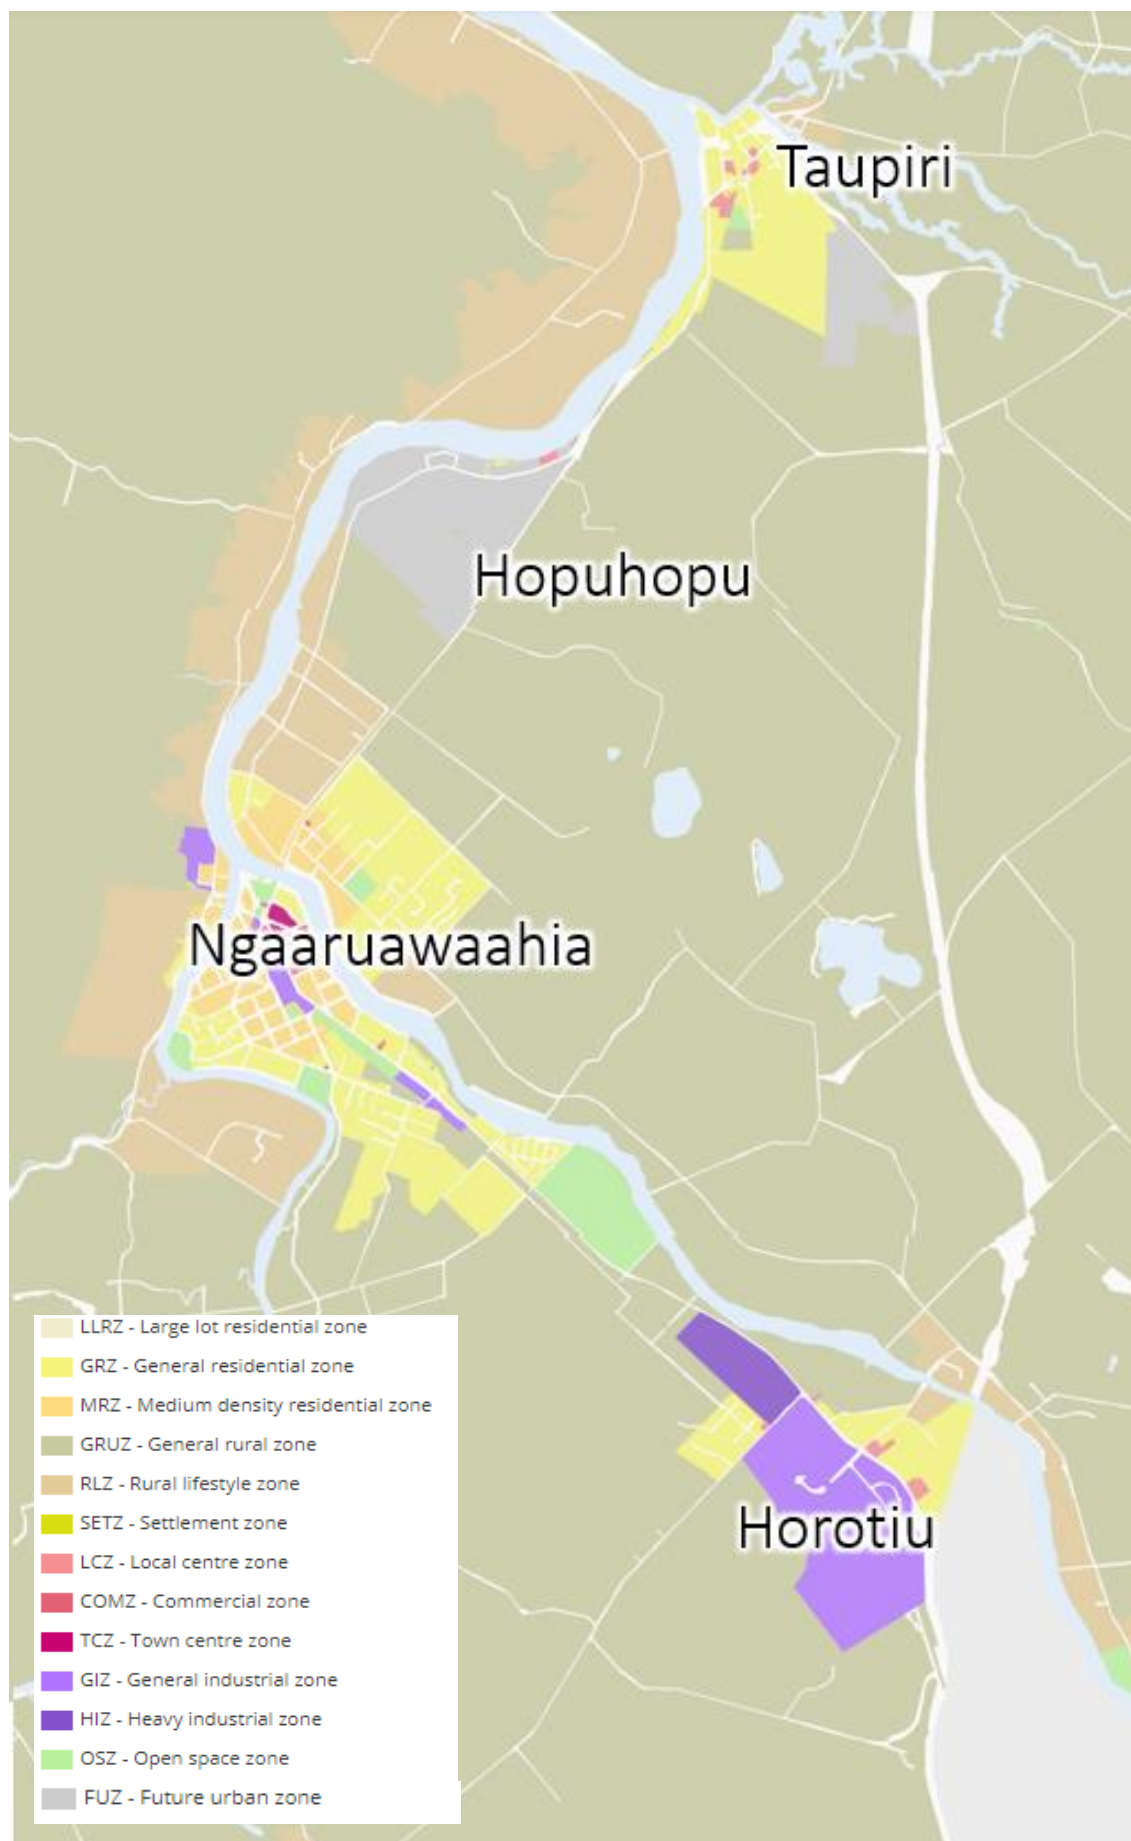 Taupiri
Hopuhopu
Ngaaruawaahia
LLRZ - Large lot residential zone
GRZ - General residential zone
MRZ - Medium density residential zone
GRUZ - General rural zone
RLZ - Rural lifestyle zone
SETZ - Settlement zone
LCZ - Local centre zone
COMZ - Commercial zone
TCZ - Town centre zone
GIZ - General industrial zone
HIZ - Heavy industrial zone
OSZ - Open space zone
FUZ - Future urban zone
Horotiu